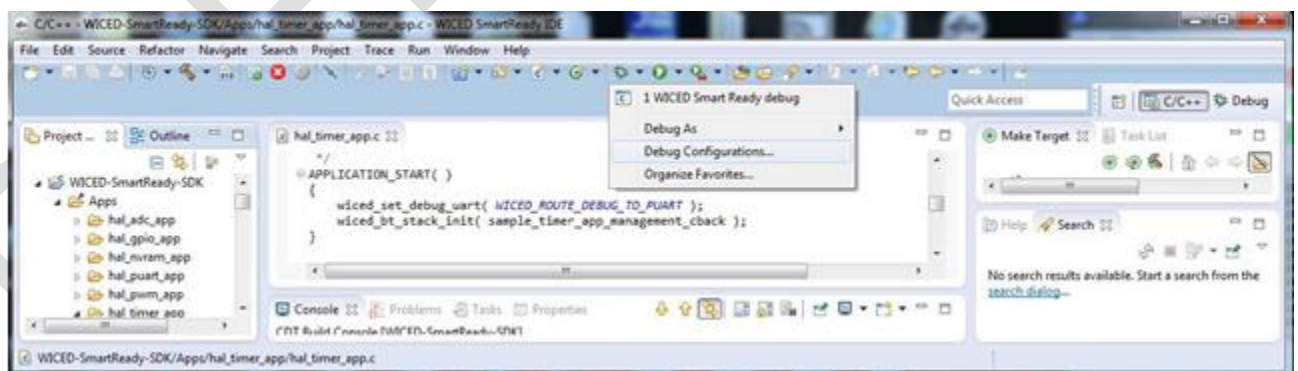 C/C++ - WICED-SmartReady-SDK/Apps/hal_timer_app/hal_timer_app.c - WICED SmartReady IDE
File Edit Source Refactor Navigate Search Project Trace Run Window Help
1 WICED Smart Ready debug
Debug As
Debug Configurations...
Organize Favorites...
Quick Access
C/C++ Debug
Project... Outline
hal_timer_app.c
Make Target Task List
*/
APPLICATION_START( )
{
wiced_set_debug_uart( WICED_ROUTE_DEBUG_TO_PUART );
wiced_bt_stack_init( sample_timer_app_management_cback );
}
WICED-SmartReady-SDK
Apps
hal_adc_app
hal_gpio_app
hal_nvram_app
hal_puart_app
hal_pwm_app
hal_timer_app
Help Search
No search results available. Start a search from the
search dialog...
Console Problems Tasks Properties
CDT Build Console [WICED-SmartReady-SDK]
WICED-SmartReady-SDK/Apps/hal_timer_app/hal_timer_app.c